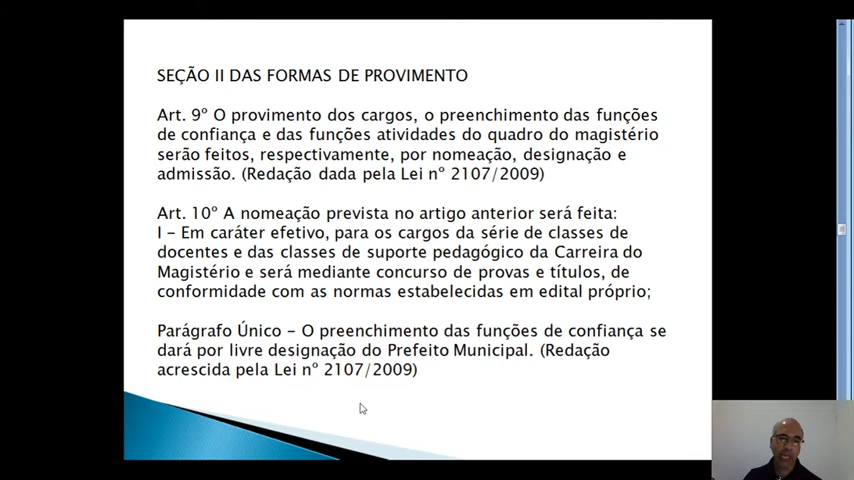 SEÇÃO II DAS FORMAS DE PROVIMENTO
Art. 9º O provimento dos cargos, o preenchimento das funções
de confiança e das funções atividades do quadro do magistério
serão feitos, respectivamente, por nomeação, designação e
admissão. (Redação dada pela Lei nº 2107/2009)
Art. 10º A nomeação prevista no artigo anterior será feita:
I - Em caráter efetivo, para os cargos da série de classes de
docentes e das classes de suporte pedagógico da Carreira do
Magistério e será mediante concurso de provas e títulos, de
conformidade com as normas estabelecidas em edital próprio;
Parágrafo Único - O preenchimento das funções de confiança se
dará por livre designação do Prefeito Municipal. (Redação
acrescida pela Lei nº 2107/2009)